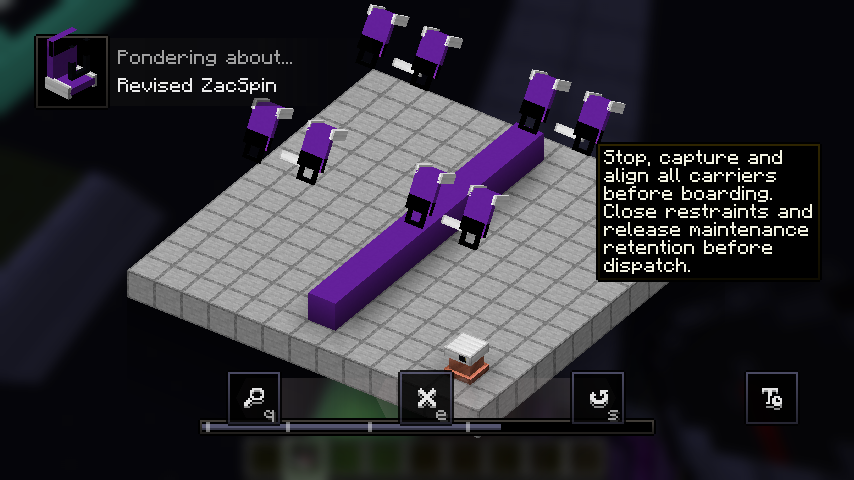 Pondering about...
Revised ZacSpin
Stop, capture and
align all carriers
before boarding.
Close restraints and
release maintenance
retention before
dispatch.
q
e
s
T